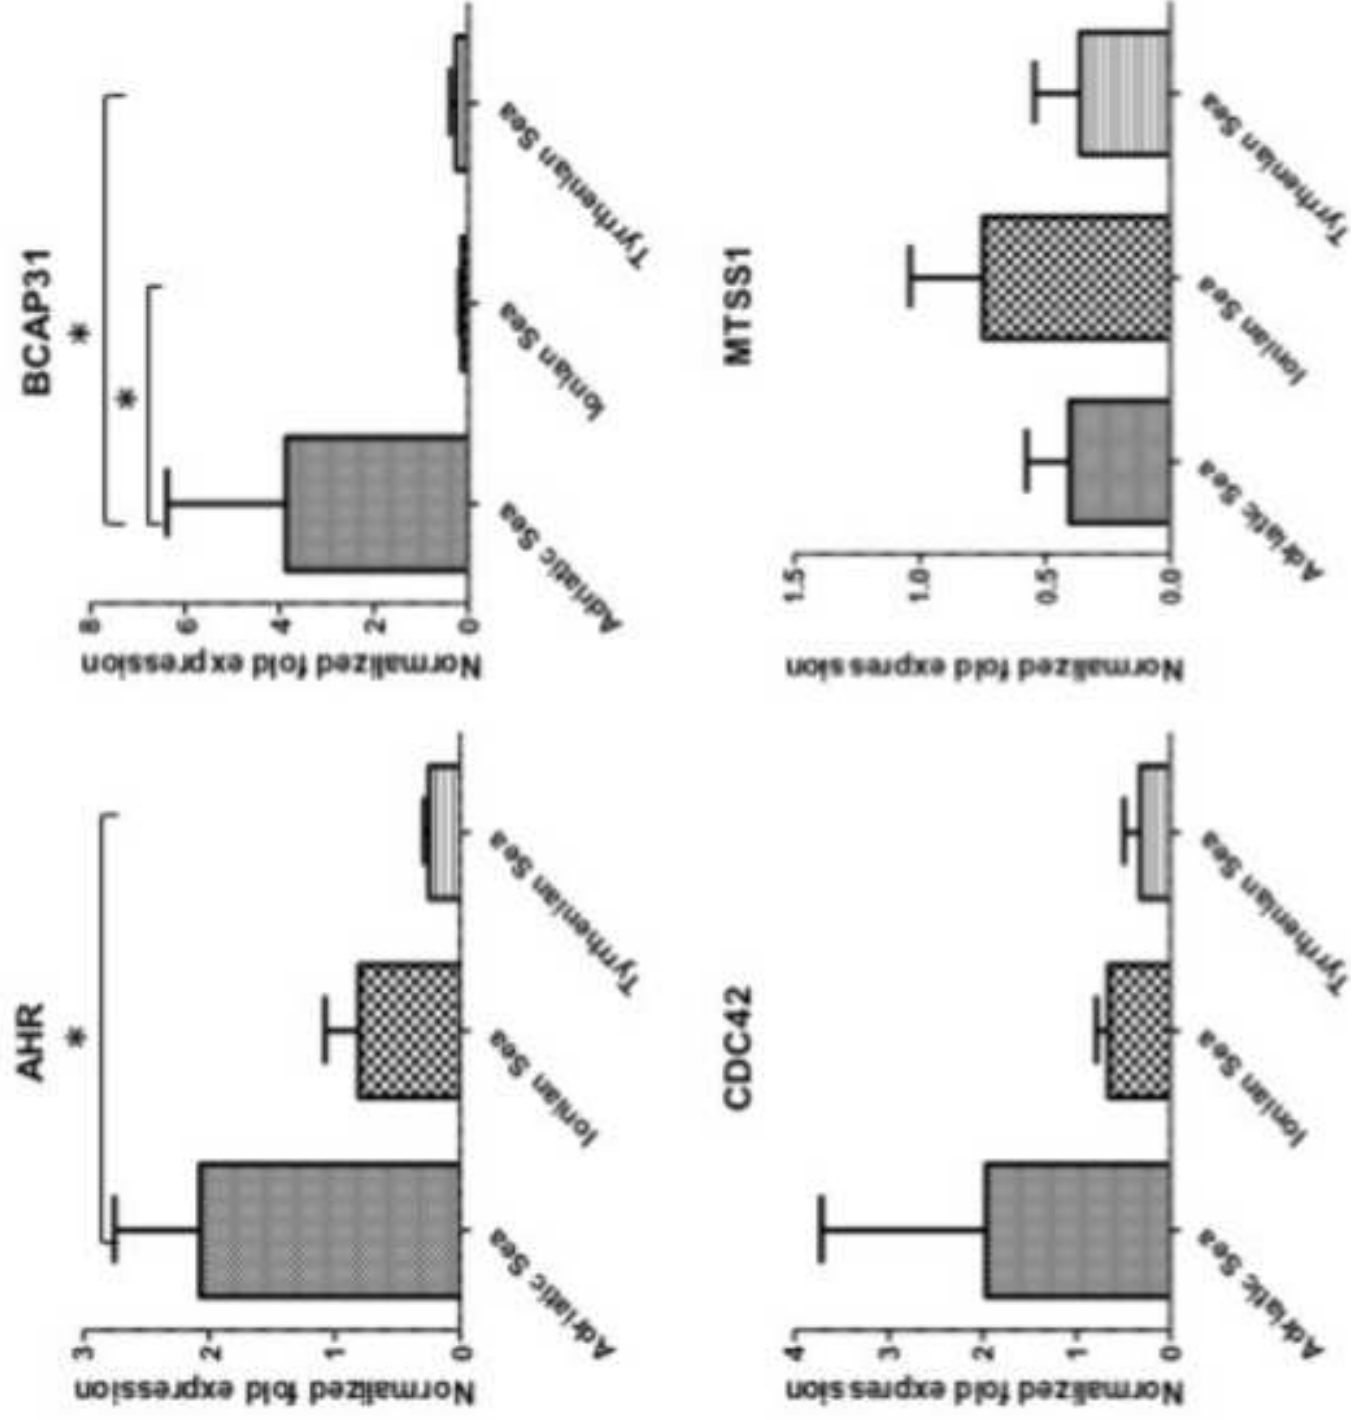 AHR
*
Normalized fold expression
3
2
1
0
Adriatic Sea
Ionian Sea
Tyrrhenian Sea
BCAP31
*
*
Normalized fold expression
8
6
4
2
0
Adriatic Sea
Ionian Sea
Tyrrhenian Sea
CDC42
Normalized fold expression
4
3
2
1
0
Adriatic Sea
Ionian Sea
Tyrrhenian Sea
MTSS1
Normalized fold expression
1.5
1.0
0.5
0.0
Adriatic Sea
Ionian Sea
Tyrrhenian Sea